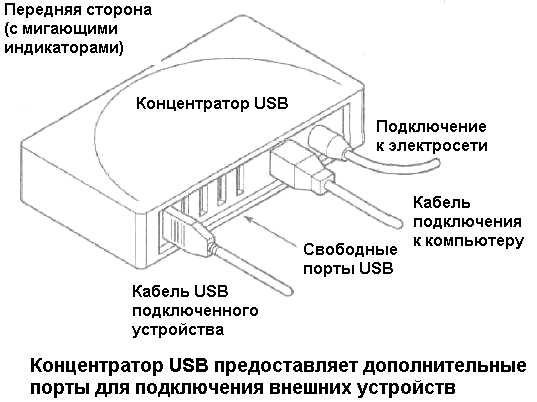 Передняя сторона
(с мигающими
индикаторами)
Концентратор USB
Подключение
к электросети
Кабель
подключения
к компьютеру
Свободные
порты USB
Кабель USB
подключенного
устройства
Концентратор USB предоставляет дополнительные
порты для подключения внешних устройств